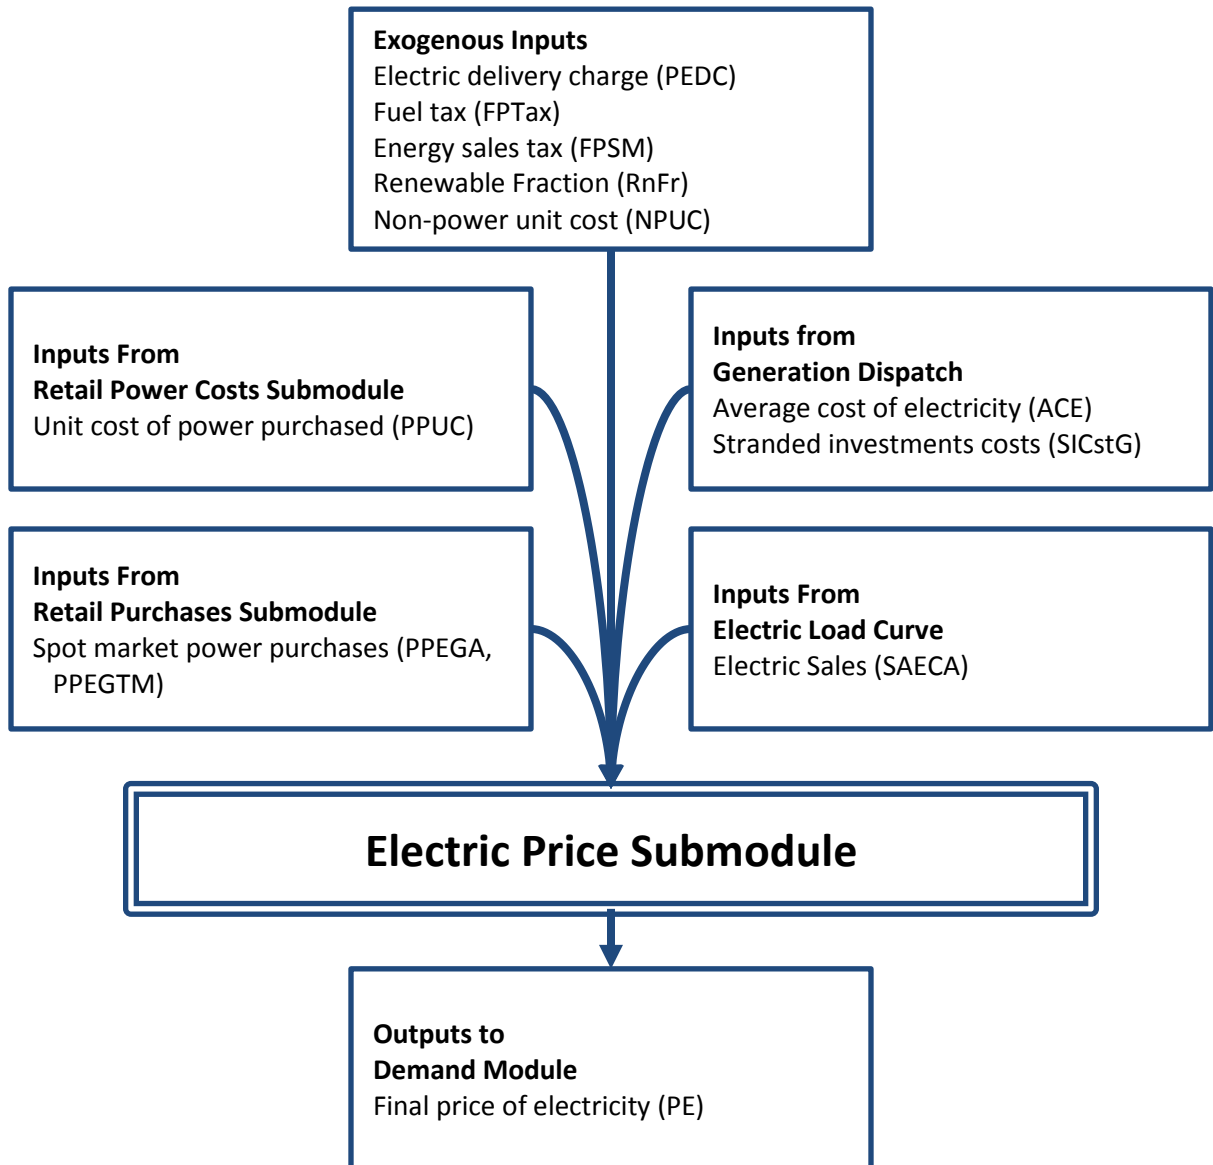 Exogenous Inputs
Electric delivery charge (PEDC)
Fuel tax (FPTax)
Energy sales tax (FPSM)
Renewable Fraction (RnFr)
Non-power unit cost (NPUC)
Inputs From
Retail Power Costs Submodule
Unit cost of power purchased (PPUC)
Inputs from
Generation Dispatch
Average cost of electricity (ACE)
Stranded investments costs (SICstG)
Inputs From
Retail Purchases Submodule
Spot market power purchases (PPEGA,
PPEGTM)
Inputs From
Electric Load Curve
Electric Sales (SAECA)
Electric Price Submodule
Outputs to
Demand Module
Final price of electricity (PE)